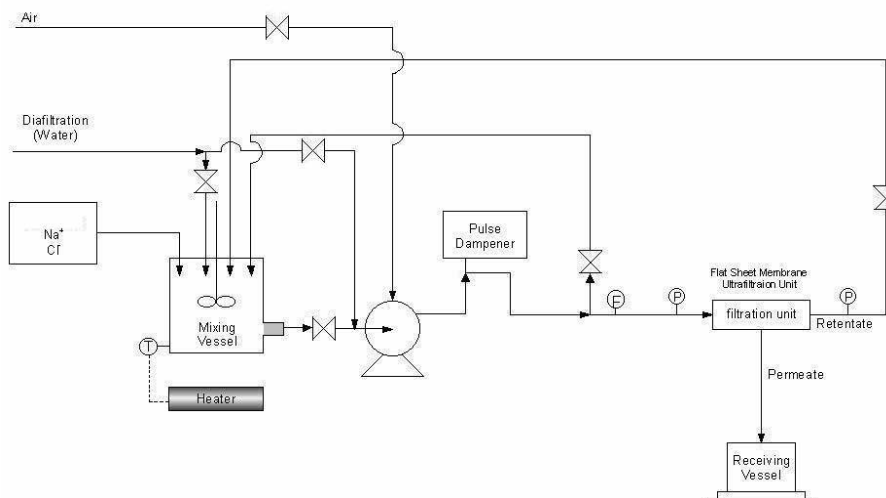 Air
Diafiltration
(Water)
Na+
Cl-
Pulse
Dampener
Flat Sheet Membrane
Ultrafiltraion Unit
F
P
filtration unit
P
Retentate
Mixing
Vessel
T
Heater
Permeate
Receiving
Vessel